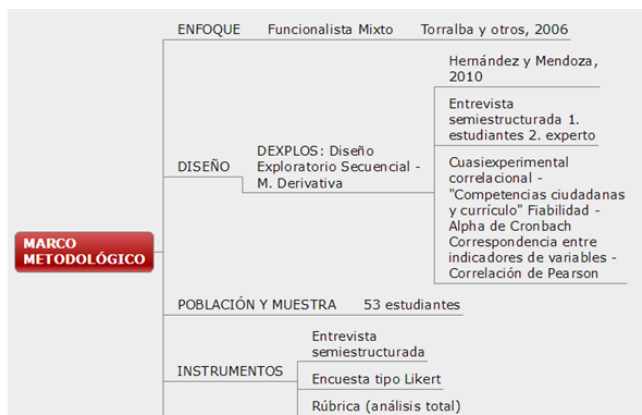 ENFOQUE
Funcionalista Mixto
Torralba y otros, 2006
Hernández y Mendoza,
2010
Entrevista
semiestructurada 1.
estudiantes 2. experto
DISEÑO
DEXPLOS: Diseño
Exploratorio Secuencial -
M. Derivativa
Cuasiexperimental
correlacional -
"Competencias ciudadanas
y currículo" Fiabilidad -
Alpha de Cronbach
Correspondencia entre
indicadores de variables -
Correlación de Pearson
MARCO
METODOLÓGICO
POBLACIÓN Y MUESTRA
53 estudiantes
INSTRUMENTOS
Entrevista
semiestructurada
Encuesta tipo Likert
Rúbrica (análisis total)